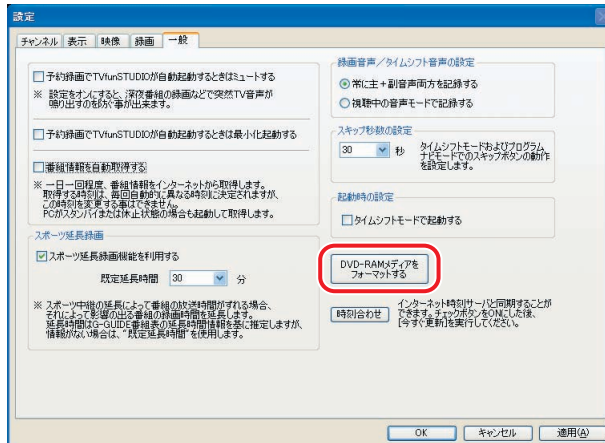 設定
チャンネル 表示 映像 録画 一般
予約録画でTVfunSTUDIOが自動起動するときはミュートする
※ 設定をオンにすると、深夜番組の録画などで突然TV音声が
鳴り出すのを防ぐ事が出来ます。
予約録画でTVfunSTUDIOが自動起動するときは最小化起動する
番組情報を自動取得する
※ 一日一回程度、番組情報をインターネットから取得します。
取得する時刻は、毎回自動的に異なる時刻に決定されますが、
この時刻を変更する事はできません。
PCがスタンバイまたは休止状態の場合も起動して取得します。
スポーツ延長録画
スポーツ延長録画機能を利用する
既定延長時間 30 分
※ スポーツ中継の延長によって番組の放送時間がずれる場合、
それによって影響の出る番組の録画時間を延長します。
延長時間はG-GUIDE番組表の延長時間情報を基に推定しますが、
情報がない場合は、"既定延長時間"を使用します。
録画音声／タイムシフト音声の設定
常に主＋副音声両方を記録する
視聴中の音声モードで記録する
スキップ秒数の設定
30 秒
タイムシフトモードおよびプログラム
ナビモードでのスキップボタンの動作
を設定します。
起動時の設定
タイムシフトモードで起動する
DVD-RAMメディアを
フォーマットする
時刻合わせ
インターネット時刻サーバと同期することが
できます。チェックボタンをONにした後、
[今すぐ更新]を実行してください。
OK キャンセル 適用(A)